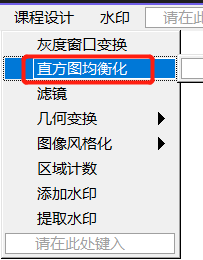 课程设计 水印 请在此
灰度窗口变换
直方图均衡化
滤镜
几何变换
图像风格化
区域计数
添加水印
提取水印
请在此处键入